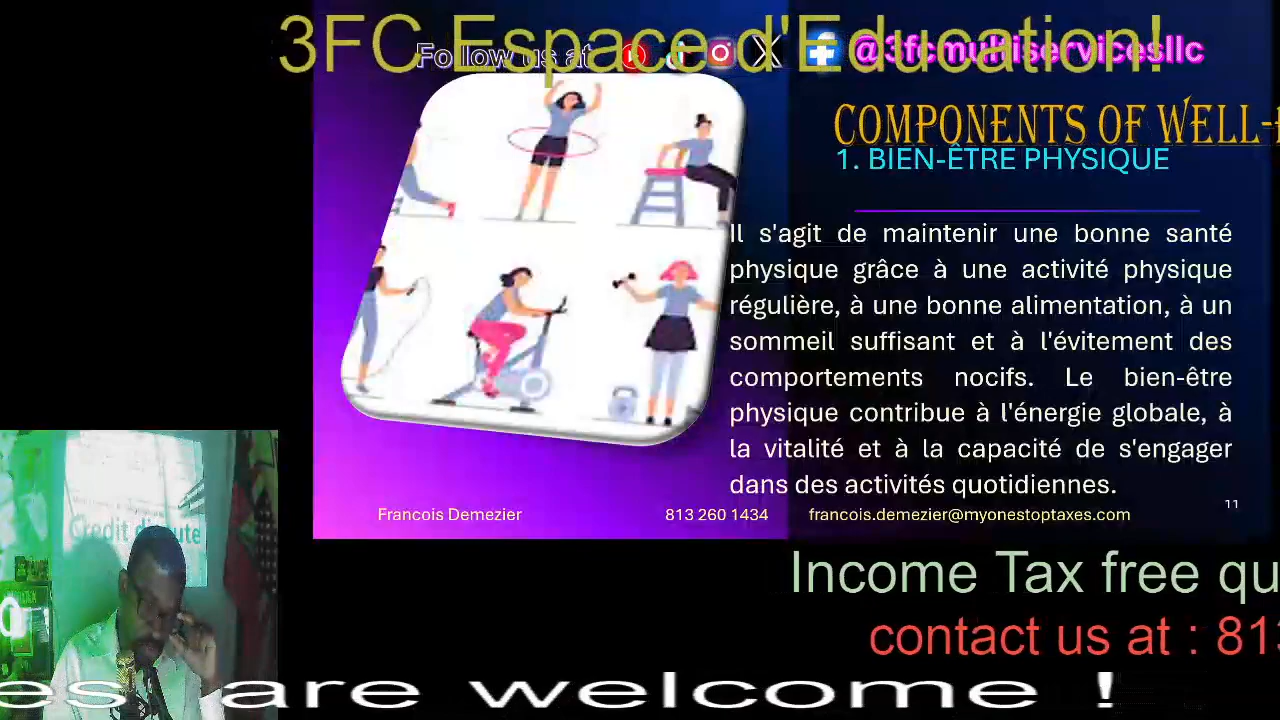 3FC Espace d'Education!
Follow us at @3fcmultiservicesllc
COMPONENTS OF WELL-
1. BIEN-ÊTRE PHYSIQUE
Il s'agit de maintenir une bonne santé
physique grâce à une activité physique
régulière, à une bonne alimentation, à un
sommeil suffisant et à l'évitement des
comportements nocifs. Le bien-être
physique contribue à l'énergie globale, à
la vitalité et à la capacité de s'engager
dans des activités quotidiennes.
Francois Demezier 813 260 1434 francois.demezier@myonestoptaxes.com 11
Credit dispute
Income Tax free qu
contact us at : 813
es are welcome !